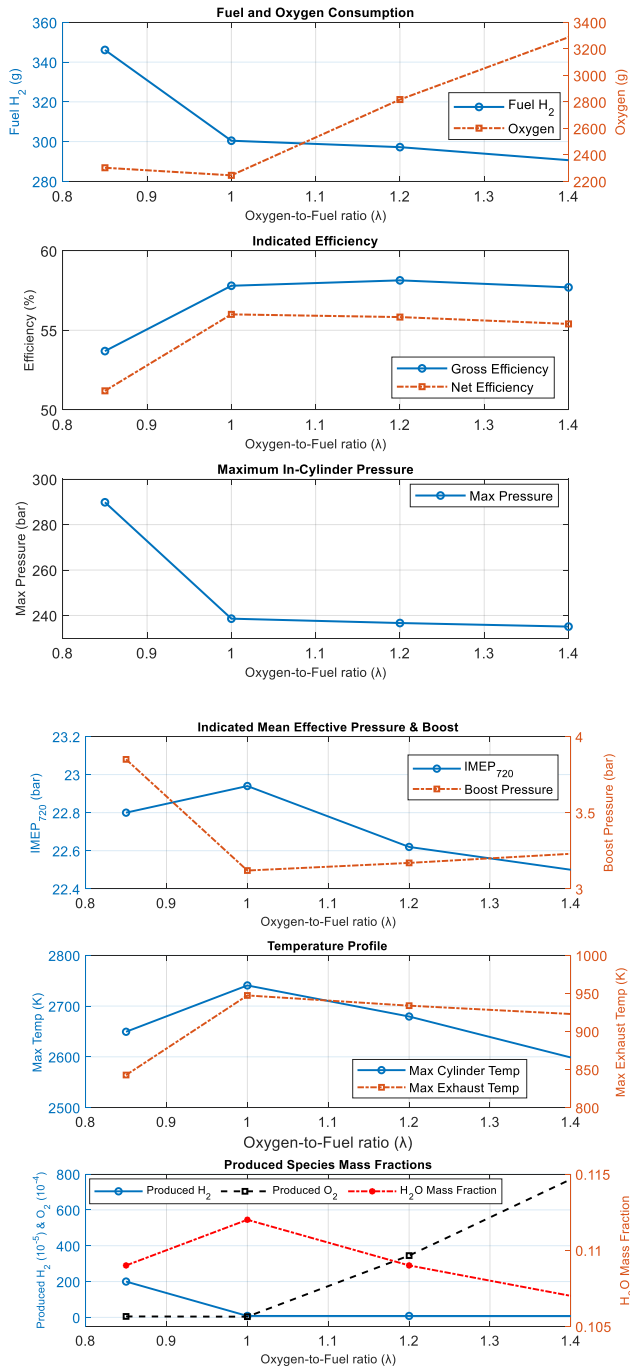 Fuel and Oxygen Consumption
360
340
320
300
280
Fuel H2 (g)
3400
3200
3000
2800
2600
2400
2200
Oxygen (g)
Fuel H2
Oxygen
0.8 0.9 1 1.1 1.2 1.3 1.4
Oxygen-to-Fuel ratio (λ)
Indicated Efficiency
60
55
50
Efficiency (%)
Gross Efficiency
Net Efficiency
0.8 0.9 1 1.1 1.2 1.3 1.4
Oxygen-to-Fuel ratio (λ)
Maximum In-Cylinder Pressure
300
280
260
240
Max Pressure (bar)
Max Pressure
0.8 0.9 1 1.1 1.2 1.3 1.4
Oxygen-to-Fuel ratio (λ)
Indicated Mean Effective Pressure & Boost
23.2
23
22.8
22.6
22.4
IMEP720 (bar)
4
3.5
3
Boost Pressure (bar)
IMEP720
Boost Pressure
0.8 0.9 1 1.1 1.2 1.3 1.4
Oxygen-to-Fuel ratio (λ)
Temperature Profile
2800
2700
2600
2500
Max Temp (K)
1000
950
900
850
800
Max Exhaust Temp (K)
Max Cylinder Temp
Max Exhaust Temp
0.8 0.9 1 1.1 1.2 1.3 1.4
Oxygen-to-Fuel ratio (λ)
Produced Species Mass Fractions
800
600
400
200
0
Produced H2 (10-5) & O2 (10-4)
0.115
0.11
0.105
H2O Mass Fraction
Produced H2
Produced O2
H2O Mass Fraction
0.8 0.9 1 1.1 1.2 1.3 1.4
Oxygen-to-Fuel ratio (λ)